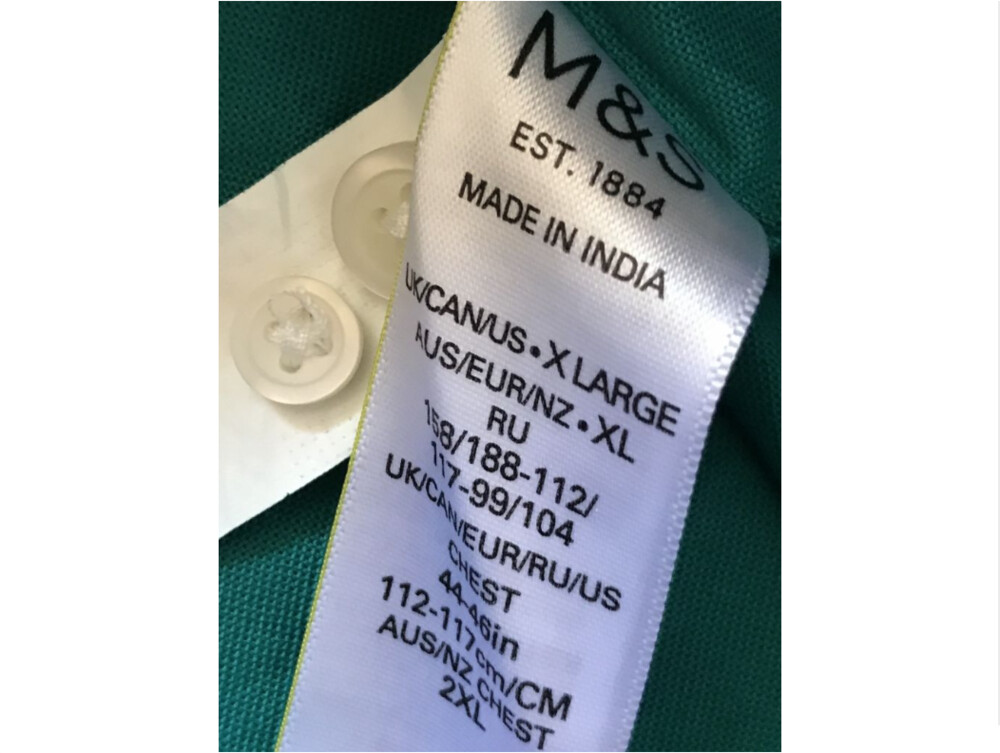 M&S
EST. 1884
MADE IN INDIA
UK/CAN/US•XLARGE
AUS/EUR/NZ•XL
RU
158/188-112/
117-99/104
UK/CAN/EUR/RU/US
CHEST
44-46in
112-117cm/CM
AUS/NZ CHEST
2XL